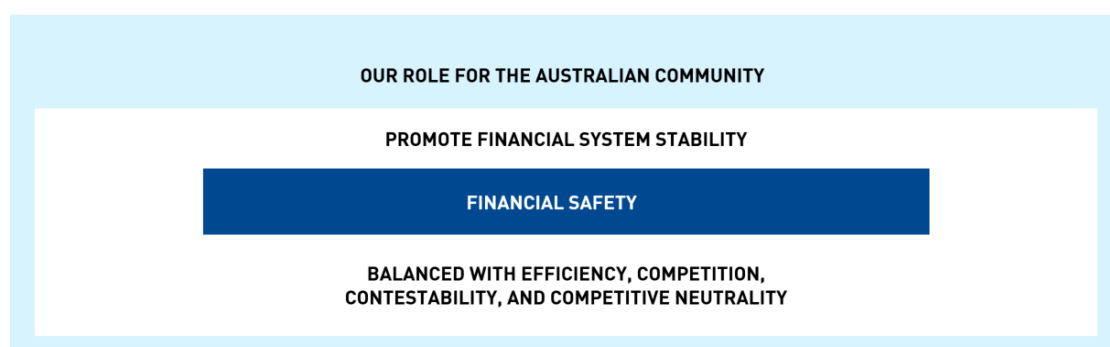 OUR ROLE FOR THE AUSTRALIAN COMMUNITY
PROMOTE FINANCIAL SYSTEM STABILITY
FINANCIAL SAFETY
BALANCED WITH EFFICIENCY, COMPETITION,
CONTESTABILITY, AND COMPETITIVE NEUTRALITY